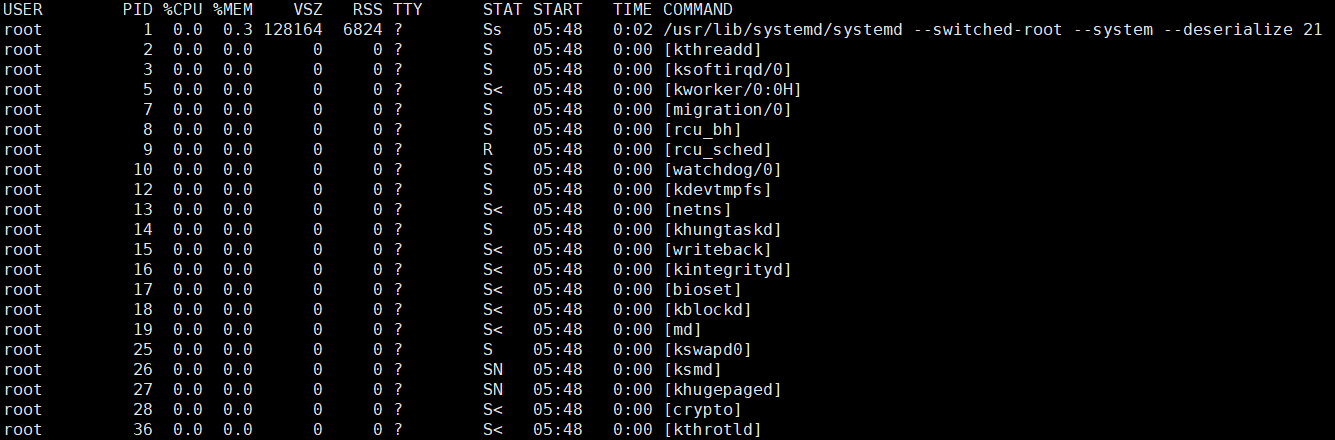 USER PID %CPU %MEM VSZ RSS TTY STAT START TIME COMMAND
root 1 0.0 0.3 128164 6824 ? Ss 05:48 0:02 /usr/lib/systemd/systemd --switched-root --system --deserialize 21
root 2 0.0 0.0 0 0 ? S 05:48 0:00 [kthreadd]
root 3 0.0 0.0 0 0 ? S 05:48 0:00 [ksoftirqd/0]
root 5 0.0 0.0 0 0 ? S< 05:48 0:00 [kworker/0:0H]
root 7 0.0 0.0 0 0 ? S 05:48 0:00 [migration/0]
root 8 0.0 0.0 0 0 ? S 05:48 0:00 [rcu_bh]
root 9 0.0 0.0 0 0 ? R 05:48 0:00 [rcu_sched]
root 10 0.0 0.0 0 0 ? S 05:48 0:00 [watchdog/0]
root 12 0.0 0.0 0 0 ? S 05:48 0:00 [kdevtmpfs]
root 13 0.0 0.0 0 0 ? S< 05:48 0:00 [netns]
root 14 0.0 0.0 0 0 ? S 05:48 0:00 [khungtaskd]
root 15 0.0 0.0 0 0 ? S< 05:48 0:00 [writeback]
root 16 0.0 0.0 0 0 ? S< 05:48 0:00 [kintegrityd]
root 17 0.0 0.0 0 0 ? S< 05:48 0:00 [bioset]
root 18 0.0 0.0 0 0 ? S< 05:48 0:00 [kblockd]
root 19 0.0 0.0 0 0 ? S< 05:48 0:00 [md]
root 25 0.0 0.0 0 0 ? S 05:48 0:00 [kswapd0]
root 26 0.0 0.0 0 0 ? SN 05:48 0:00 [ksmd]
root 27 0.0 0.0 0 0 ? SN 05:48 0:00 [khugepaged]
root 28 0.0 0.0 0 0 ? S< 05:48 0:00 [crypto]
root 36 0.0 0.0 0 0 ? S< 05:48 0:00 [kthrotld]